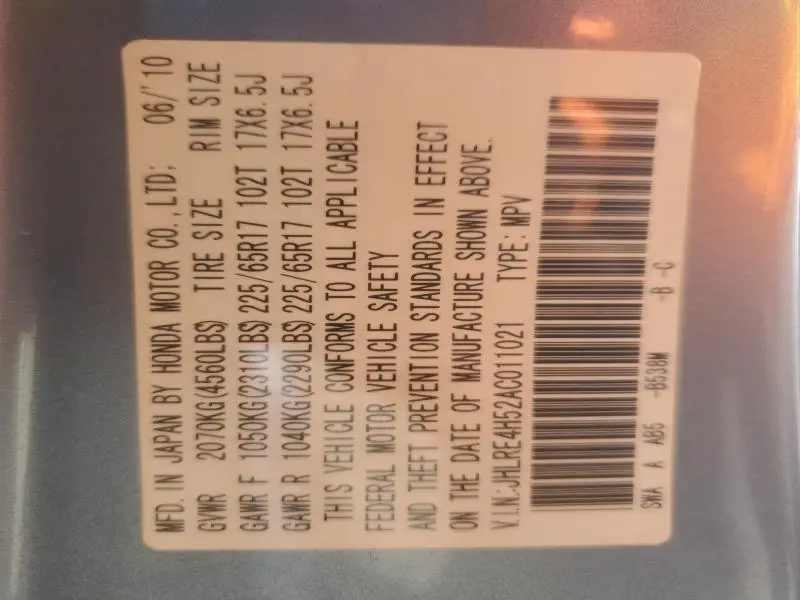 MFD. IN JAPAN BY HONDA MOTOR CO.,LTD; 06/'10
GVWR 2070KG(4560LBS) TIRE SIZE RIM SIZE
GAWR F 1050KG(2310LBS) 225/65R17 102T 17X6.5J
GAWR R 1040KG(2290LBS) 225/65R17 102T 17X6.5J
THIS VEHICLE CONFORMS TO ALL APPLICABLE
FEDERAL MOTOR VEHICLE SAFETY
AND THEFT PREVENTION STANDARDS IN EFFECT
ON THE DATE OF MANUFACTURE SHOWN ABOVE.
V.I.N.:JHLRE4H52AC011021 TYPE: MPV
SWA A AB5 -B538M -B -C